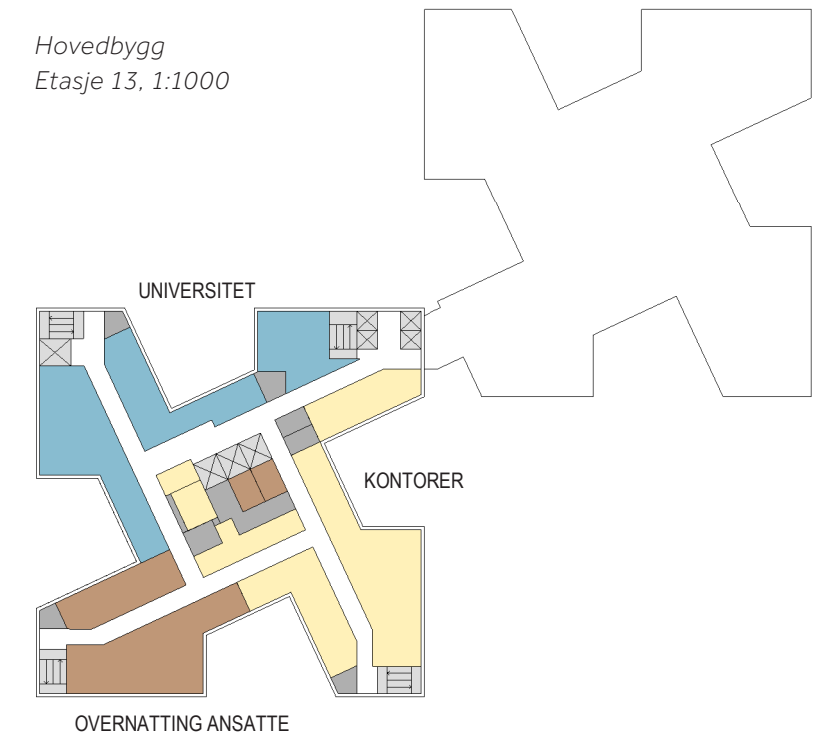 Hovedbygg
Etasje 13, 1:1000
UNIVERSITET
KONTORER
OVERNATTING ANSATTE